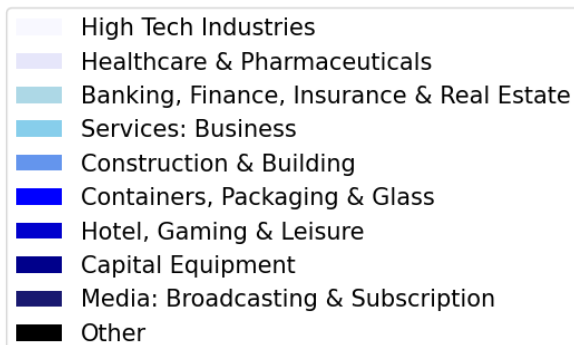 High Tech Industries
Healthcare & Pharmaceuticals
Banking, Finance, Insurance & Real Estate
Services: Business
Construction & Building
Containers, Packaging & Glass
Hotel, Gaming & Leisure
Capital Equipment
Media: Broadcasting & Subscription
Other